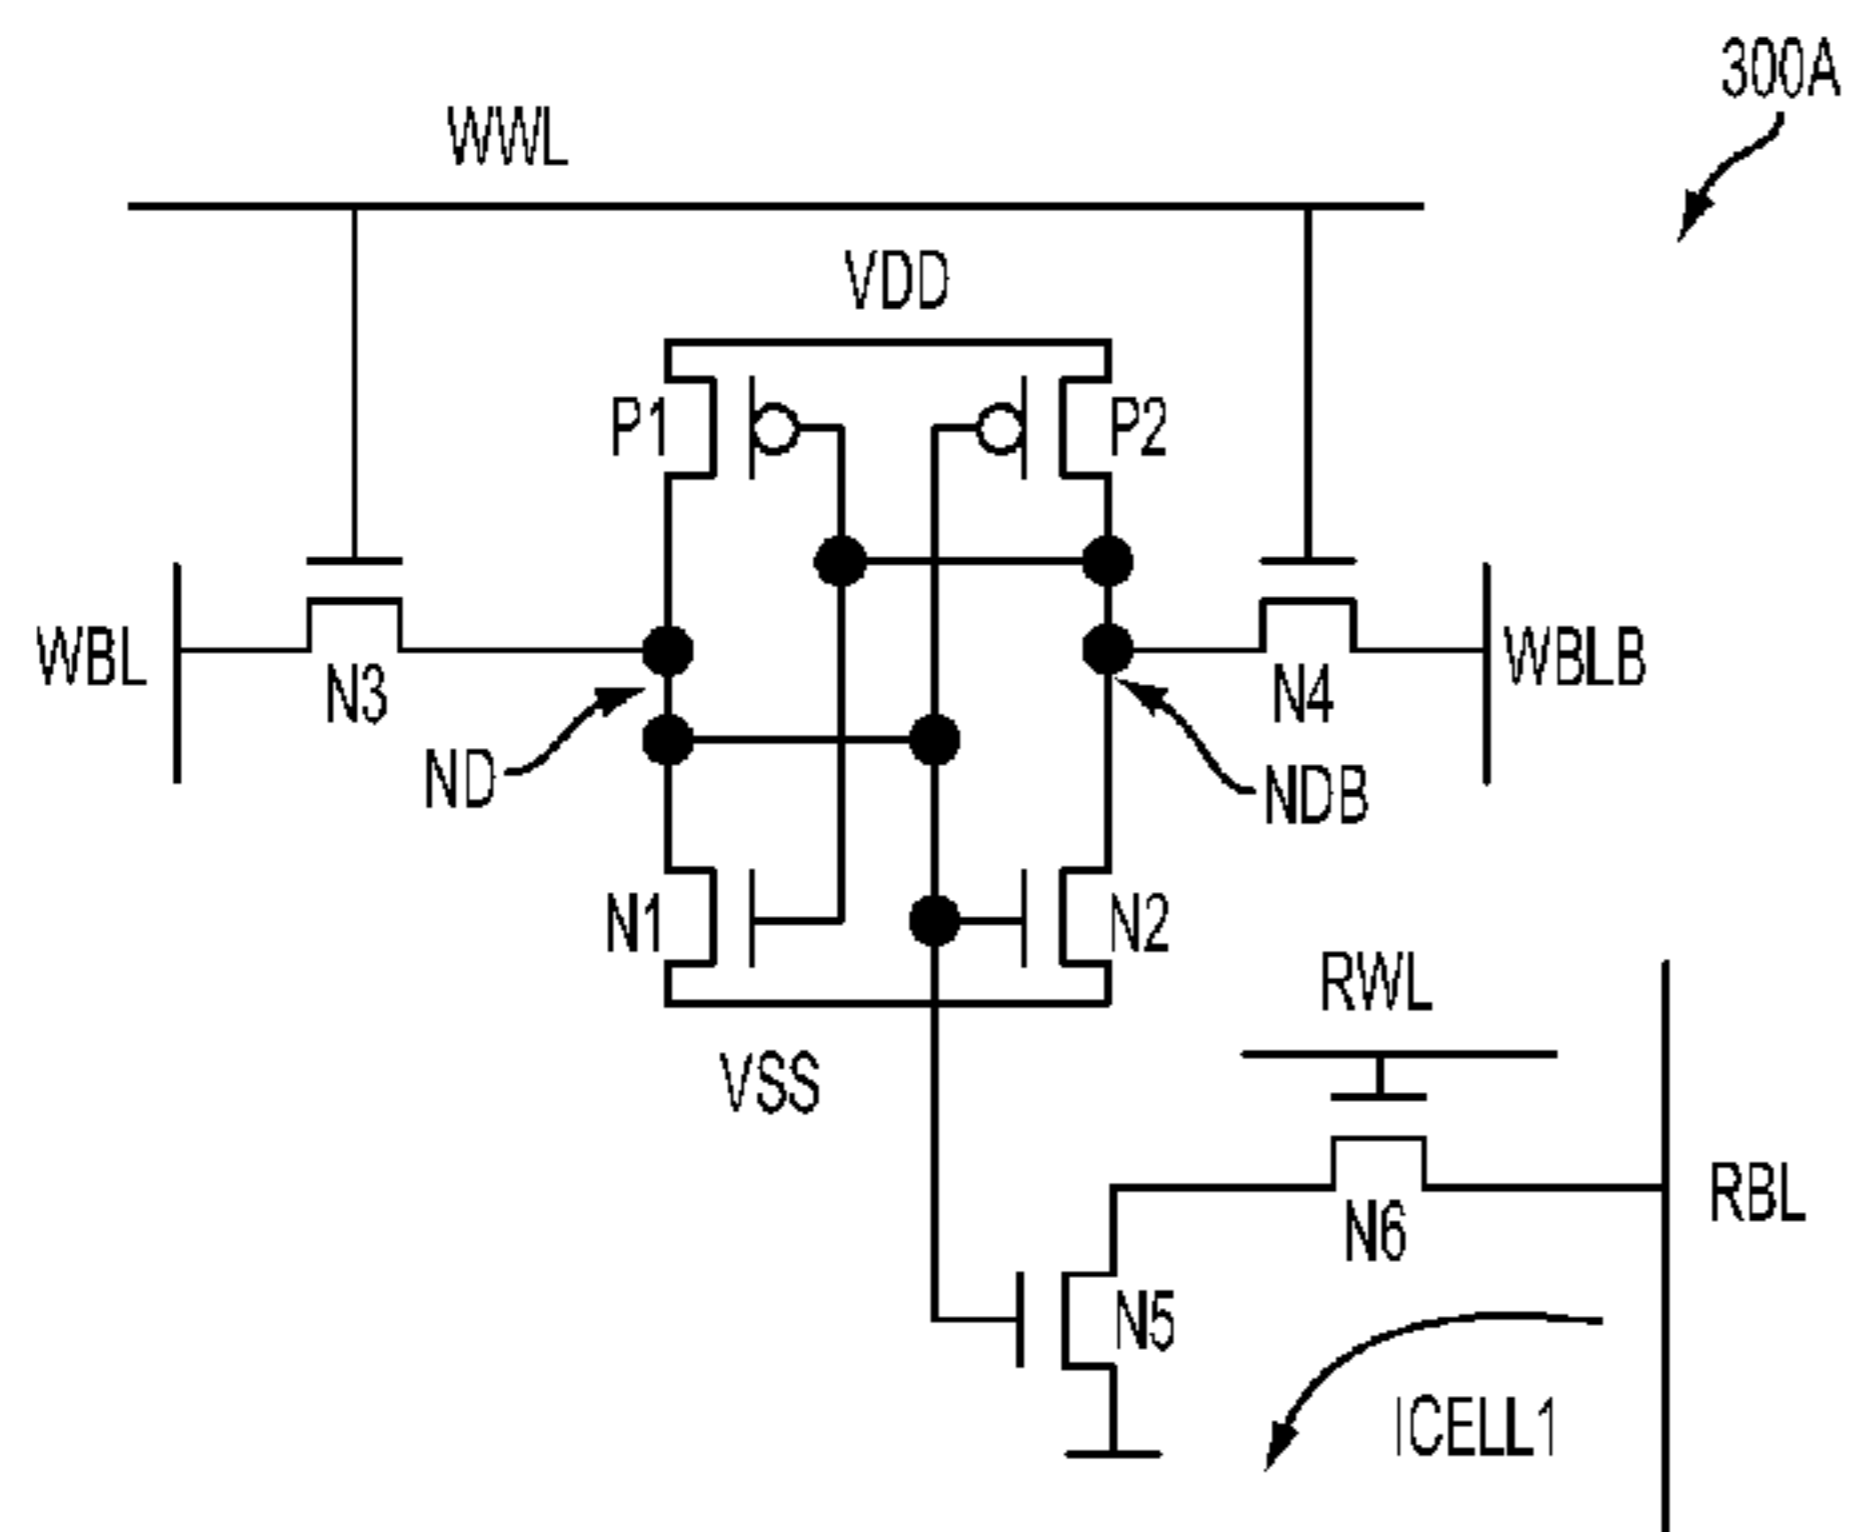 300A
WWL
VDD
P1
P2
WBL
N3
N4
WBLB
ND
NDB
N1
N2
RWL
VSS
RBL
N6
N5
ICELL1